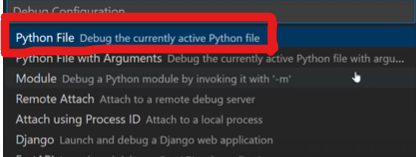 Debug Configuration
Python File Debug the currently active Python file
Python File with Arguments Debug the currently active Python file with argu...
Module Debug a Python module by invoking it with '-m'
Remote Attach Attach to a remote debug server
Attach using Process ID Attach to a local process
Django Launch and debug a Django web application